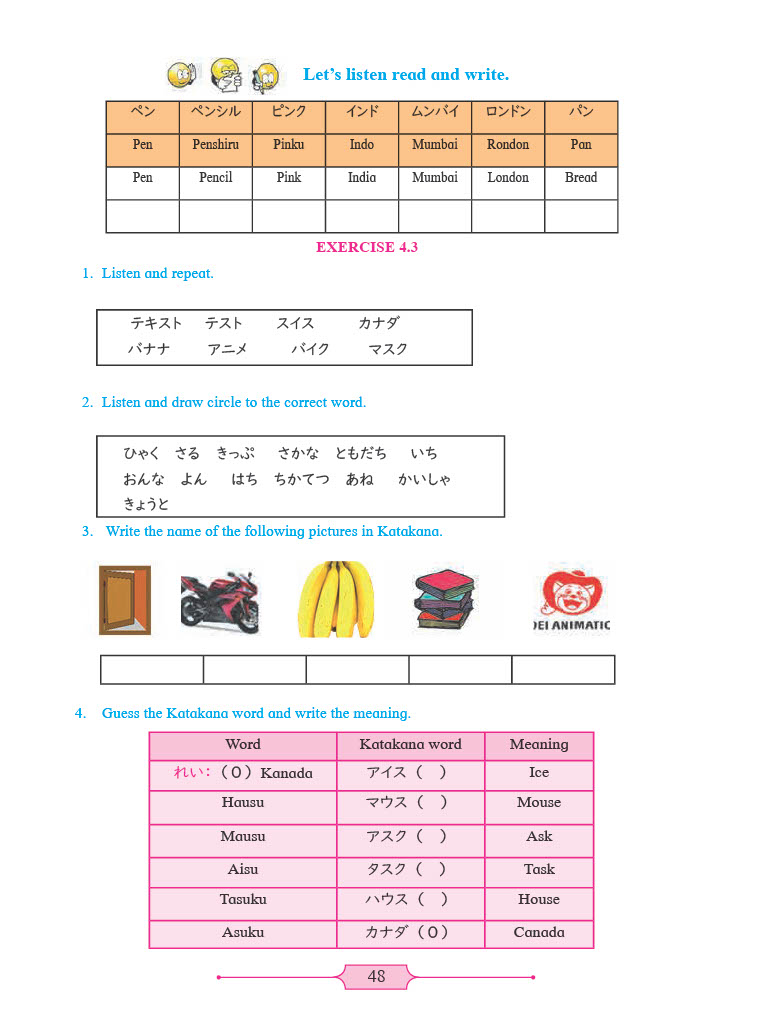 Let's listen read and write.
ペン ペンシル ピンク インド ムンバイ ロンドン パン
Pen Penshiru Pinku Indo Mumbai Rondon Pan
Pen Pencil Pink India Mumbai London Bread
EXERCISE 4.3
1. Listen and repeat.
テキスト テスト スイス カナダ
バナナ アニメ バイク マスク
2. Listen and draw circle to the correct word.
ひゃく さる きっぷ さかな ともだち いち
おんな よん はち ちかてつ あね かいしゃ
きょうと
3. Write the name of the following pictures in Katakana.
OEI ANIMATIO
4. Guess the Katakana word and write the meaning.
Word Katakana word Meaning
れい：（０）Kanada アイス（ ） Ice
Hausu マウス（ ） Mouse
Mausu アスク（ ） Ask
Aisu タスク（ ） Task
Tasuku ハウス（ ） House
Asuku カナダ（０） Canada
48